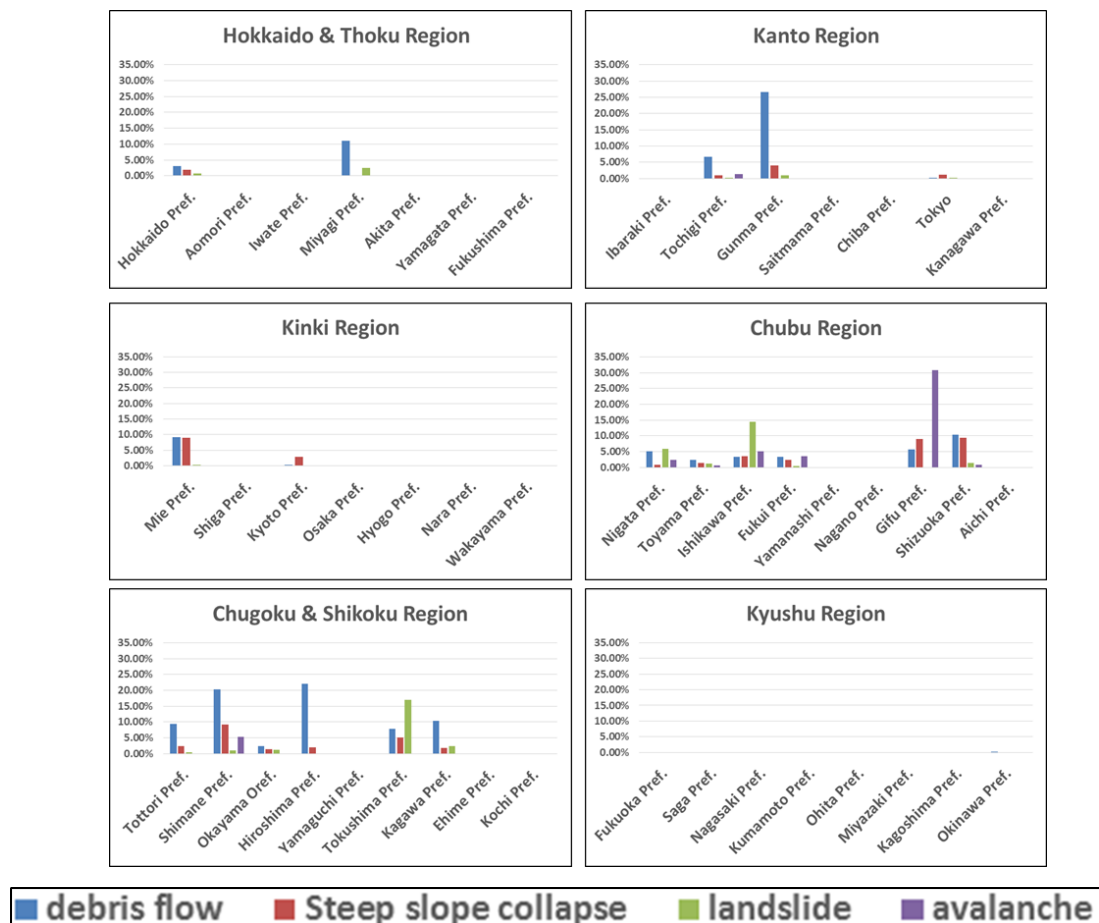 Hokkaido & Thoku Region
35.00%
30.00%
25.00%
20.00%
15.00%
10.00%
5.00%
0.00%
Hokkaido Pref.
Aomori Pref.
Iwate Pref.
Miyagi Pref.
Akita Pref.
Yamagata Pref.
Fukushima Pref.
Kanto Region
35.00%
30.00%
25.00%
20.00%
15.00%
10.00%
5.00%
0.00%
Ibaraki Pref.
Tochigi Pref.
Gunma Pref.
Saitmama Pref.
Chiba Pref.
Tokyo
Kanagawa Pref.
Kinki Region
35.00%
30.00%
25.00%
20.00%
15.00%
10.00%
5.00%
0.00%
Mie Pref.
Shiga Pref.
Kyoto Pref.
Osaka Pref.
Hyogo Pref.
Nara Pref.
Wakayama Pref.
Chubu Region
35.00%
30.00%
25.00%
20.00%
15.00%
10.00%
5.00%
0.00%
Nigata Pref.
Toyama Pref.
Ishikawa Pref.
Fukui Pref.
Yamanashi Pref.
Nagano Pref.
Gifu Pref.
Shizuoka Pref.
Aichi Pref.
Chugoku & Shikoku Region
35.00%
30.00%
25.00%
20.00%
15.00%
10.00%
5.00%
0.00%
Tottori Pref.
Shimane Pref.
Okayama Oref.
Hiroshima Pref.
Yamaguchi Pref.
Tokushima Pref.
Kagawa Pref.
Ehime Pref.
Kochi Pref.
Kyushu Region
35.00%
30.00%
25.00%
20.00%
15.00%
10.00%
5.00%
0.00%
Fukuoka Pref.
Saga Pref.
Nagasaki Pref.
Kumamoto Pref.
Ohita Pref.
Miyazaki Pref.
Kagoshima Pref.
Okinawa Pref.
debris flow Steep slope collapse landslide avalanche